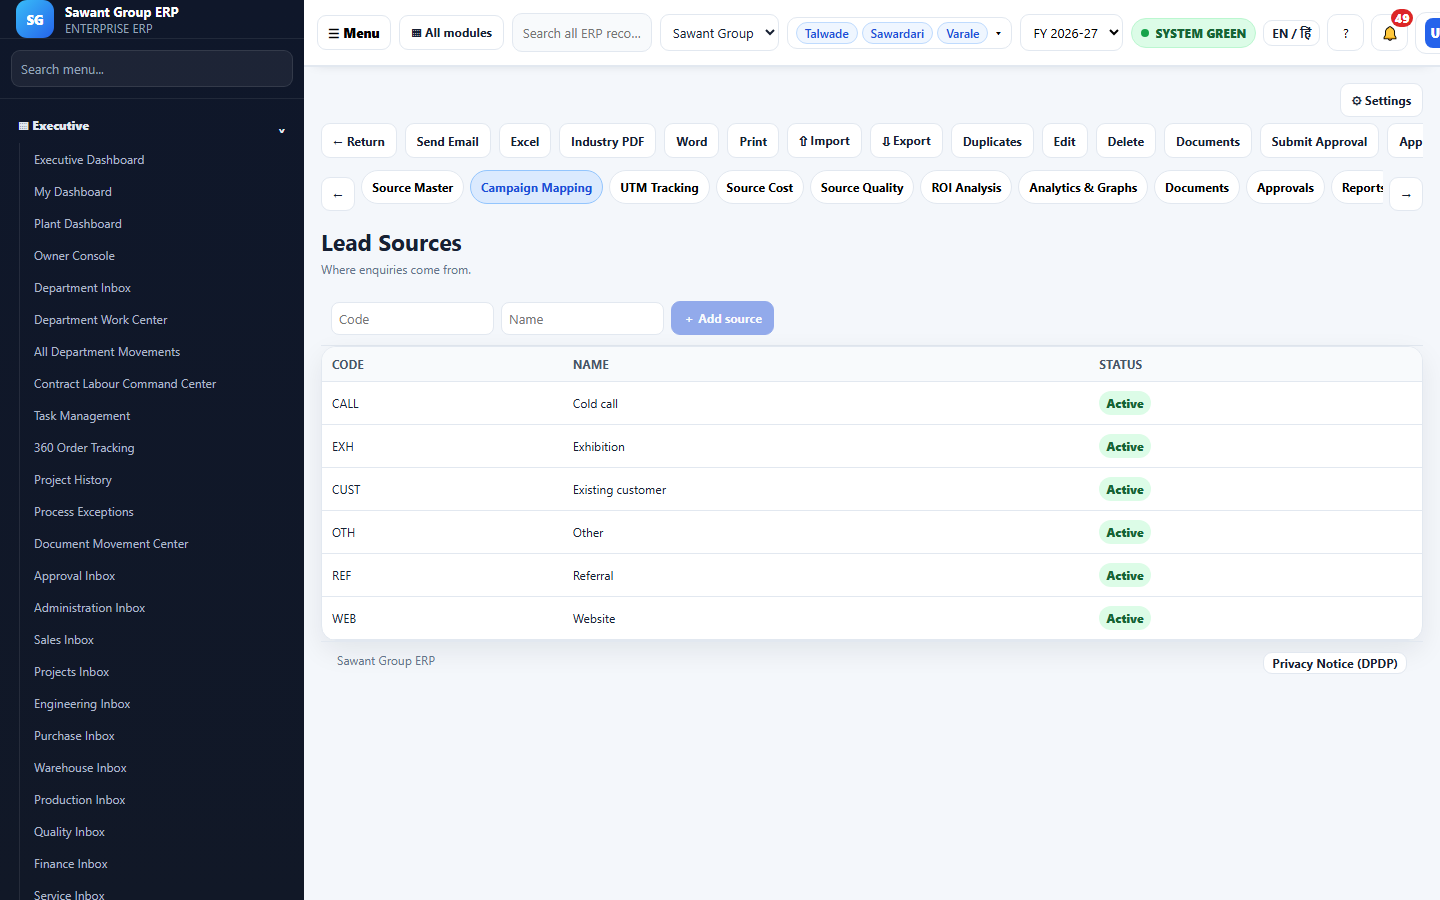 SG
Sawant Group ERP
ENTERPRISE ERP
Search menu...
Executive
Executive Dashboard
My Dashboard
Plant Dashboard
Owner Console
Department Inbox
Department Work Center
All Department Movements
Contract Labour Command Center
Task Management
360 Order Tracking
Project History
Process Exceptions
Document Movement Center
Approval Inbox
Administration Inbox
Sales Inbox
Projects Inbox
Engineering Inbox
Purchase Inbox
Warehouse Inbox
Production Inbox
Quality Inbox
Finance Inbox
Service Inbox
☰ Menu
All modules
Search all ERP reco...
Sawant Group
Talwade Sawardari Varale
FY 2026-27
SYSTEM GREEN
EN / हिं
?
49
U
⚙ Settings
← Return
Send Email
Excel
Industry PDF
Word
Print
⇧ Import
⇩ Export
Duplicates
Edit
Delete
Documents
Submit Approval
App
←
Source Master
Campaign Mapping
UTM Tracking
Source Cost
Source Quality
ROI Analysis
Analytics & Graphs
Documents
Approvals
Reports
→
Lead Sources
Where enquiries come from.
Code
Name
+ Add source
CODE NAME STATUS
CALL Cold call Active
EXH Exhibition Active
CUST Existing customer Active
OTH Other Active
REF Referral Active
WEB Website Active
Sawant Group ERP
Privacy Notice (DPDP)